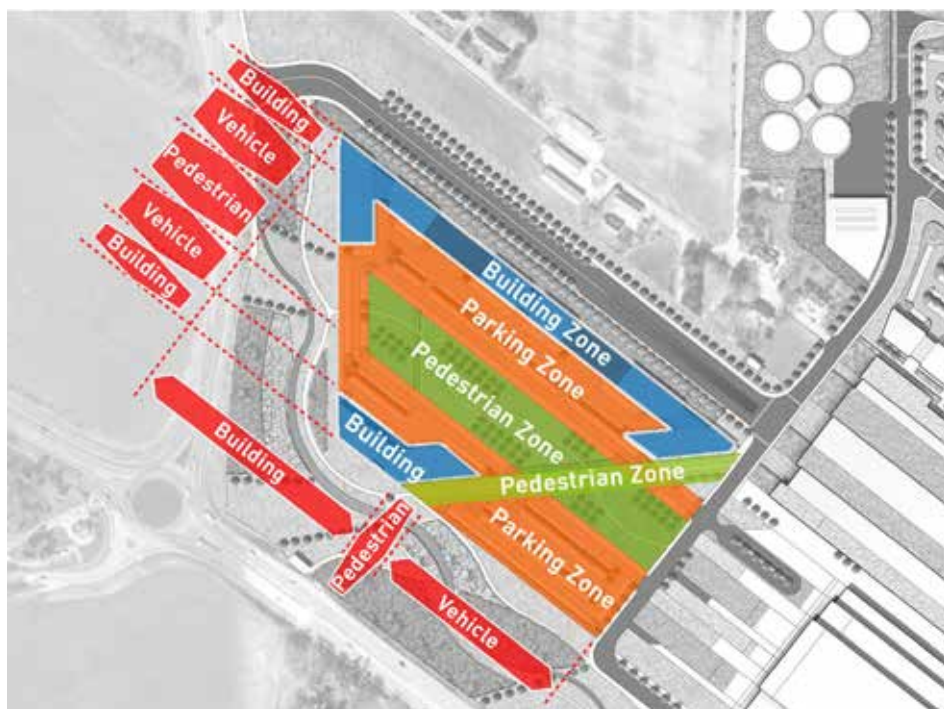 Building
Vehicle
Pedestrian
Vehicle
Building
Building Zone
Parking Zone
Pedestrian Zone
Building
Pedestrian Zone
Building
Pedestrian
Parking Zone
Vehicle